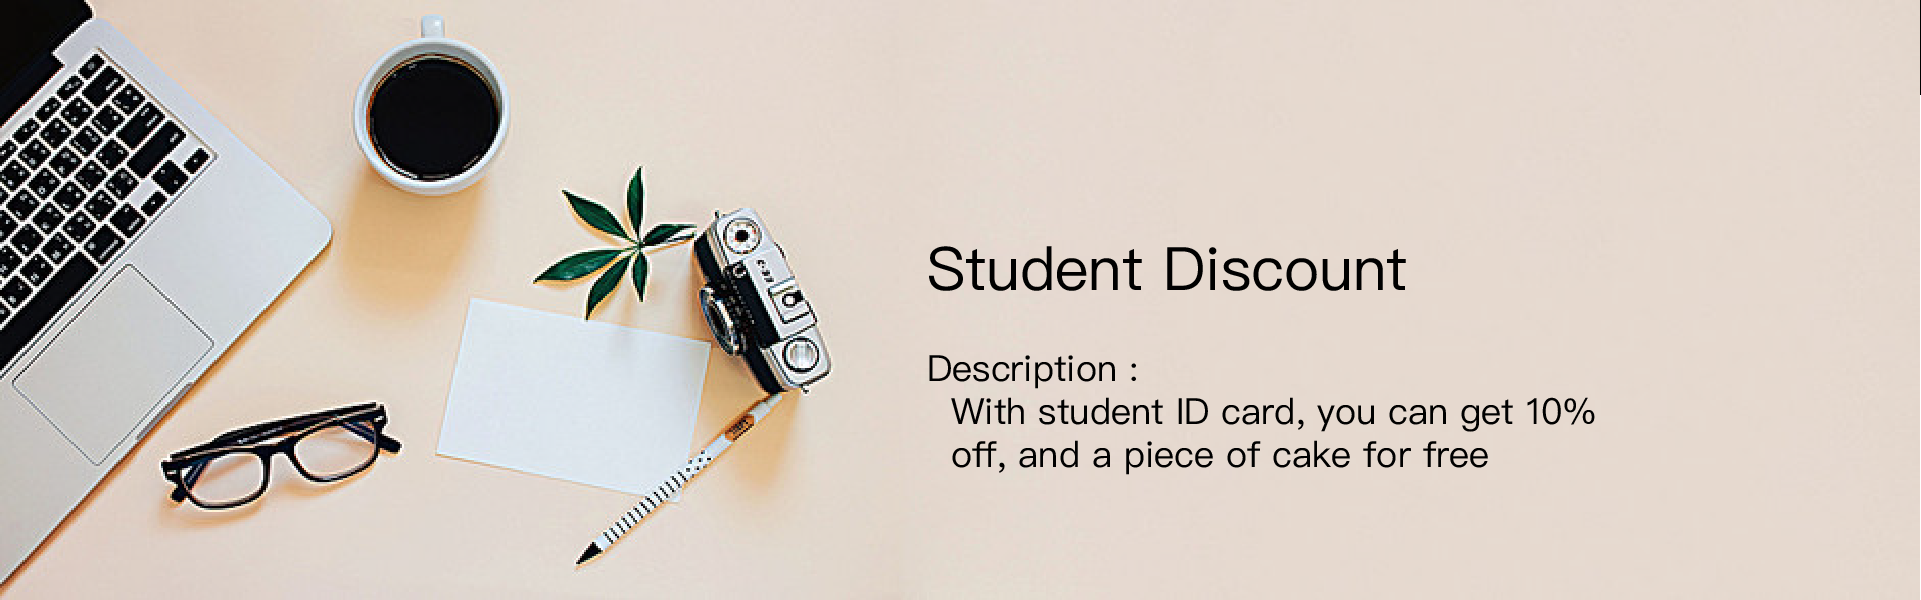 Student Discount
Description :
With student ID card, you can get 10%
off, and a piece of cake for free